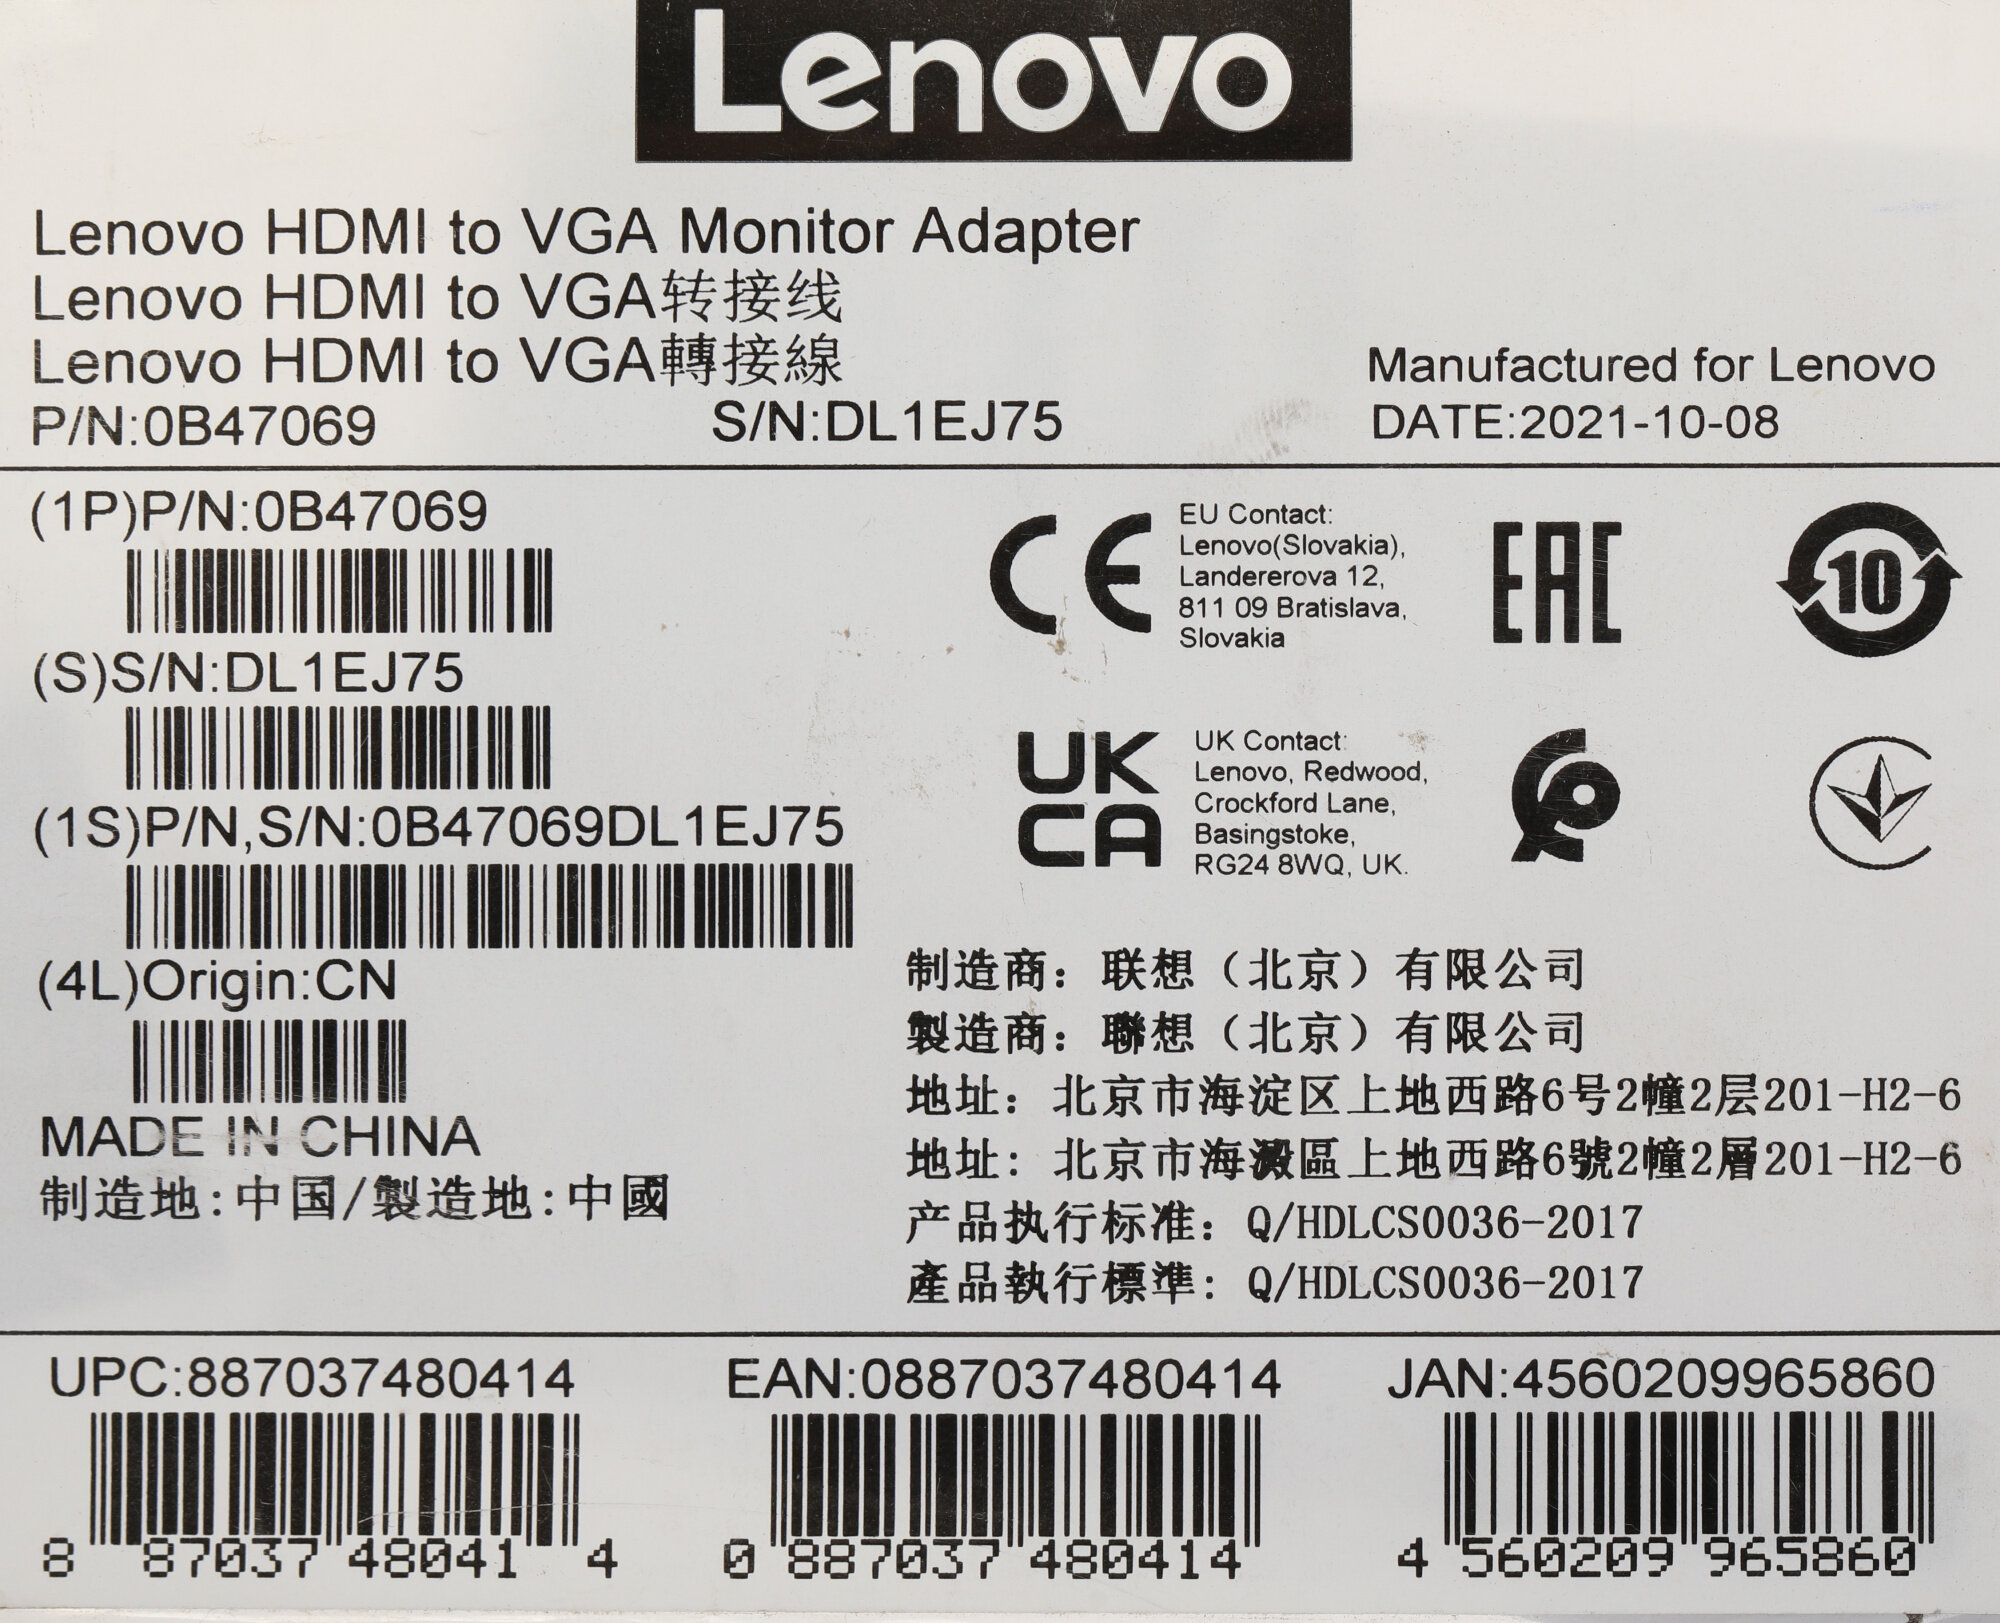 Lenovo
Lenovo HDMI to VGA Monitor Adapter
Lenovo HDMI to VGA转接线
Lenovo HDMI to VGA轉接線
P/N:0B47069
S/N:DL1EJ75
Manufactured for Lenovo
DATE:2021-10-08
(1P)P/N:0B47069
(S)S/N:DL1EJ75
(1S)P/N,S/N:0B47069DL1EJ75
(4L)Origin:CN
MADE IN CHINA
制造地:中国/製造地:中國
CE
EU Contact:
Lenovo(Slovakia),
Landererova 12,
811 09 Bratislava,
Slovakia
EAC
10
UK
CA
UK Contact:
Lenovo, Redwood,
Crockford Lane,
Basingstoke,
RG24 8WQ, UK.
制造商：联想（北京）有限公司
製造商：聯想（北京）有限公司
地址：北京市海淀区上地西路6号2幢2层201-H2-6
地址：北京市海澱區上地西路6號2幢2層201-H2-6
产品执行标准：Q/HDLCS0036-2017
產品執行標準：Q/HDLCS0036-2017
UPC:887037480414
8 87037 48041 4
EAN:0887037480414
0 887037 480414
JAN:4560209965860
4 560209 965860